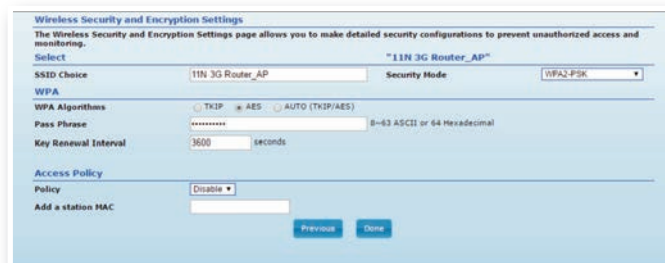 Wireless Security and Encryption Settings
The Wireless Security and Encryption Settings page allows you to make detailed security configurations to prevent unauthorized access and
monitoring.
Select "11N 3G Router_AP"
SSID Choice 11N 3G Router_AP Security Mode WPA2-PSK
WPA
WPA Algorithms TKIP AES AUTO (TKIP/AES)
Pass Phrase •••••••••• 8~63 ASCII or 64 Hexadecimal
Key Renewal Interval 3600 seconds
Access Policy
Policy Disable
Add a station MAC
Previous Done